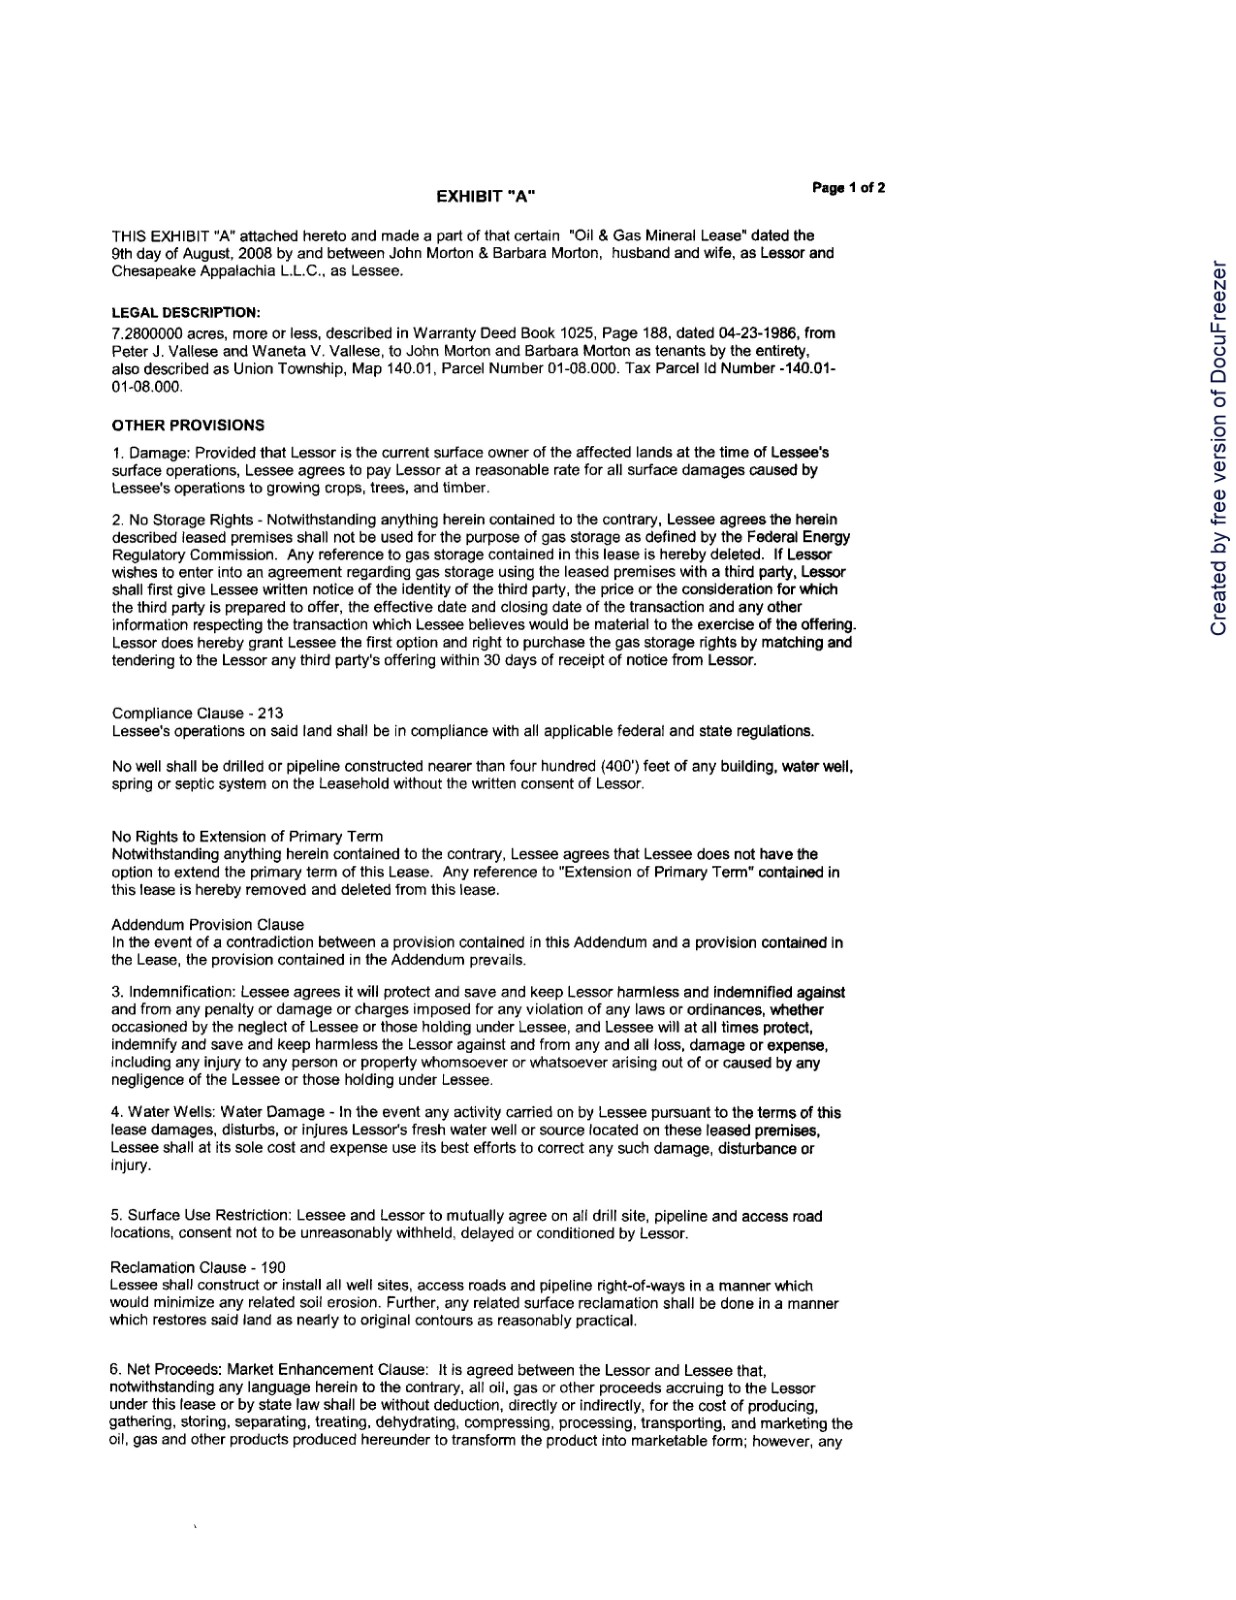 Page 1 of 2
EXHIBIT "A"
THIS EXHIBIT "A" attached hereto and made a part of that certain "Oil & Gas Mineral Lease" dated the
9th day of August, 2008 by and between John Morton & Barbara Morton, husband and wife, as Lessor and
Chesapeake Appalachia L.L.C., as Lessee.
LEGAL DESCRIPTION:
7.2800000 acres, more or less, described in Warranty Deed Book 1025, Page 188, dated 04-23-1986, from
Peter J. Vallese and Waneta V. Vallese, to John Morton and Barbara Morton as tenants by the entirety,
also described as Union Township, Map 140.01, Parcel Number 01-08.000. Tax Parcel Id Number -140.01-
01-08.000.
OTHER PROVISIONS
1. Damage: Provided that Lessor is the current surface owner of the affected lands at the time of Lessee's
surface operations, Lessee agrees to pay Lessor at a reasonable rate for all surface damages caused by
Lessee's operations to growing crops, trees, and timber.
2. No Storage Rights - Notwithstanding anything herein contained to the contrary, Lessee agrees the herein
described leased premises shall not be used for the purpose of gas storage as defined by the Federal Energy
Regulatory Commission. Any reference to gas storage contained in this lease is hereby deleted. If Lessor
wishes to enter into an agreement regarding gas storage using the leased premises with a third party, Lessor
shall first give Lessee written notice of the identity of the third party, the price or the consideration for which
the third party is prepared to offer, the effective date and closing date of the transaction and any other
information respecting the transaction which Lessee believes would be material to the exercise of the offering.
Lessor does hereby grant Lessee the first option and right to purchase the gas storage rights by matching and
tendering to the Lessor any third party's offering within 30 days of receipt of notice from Lessor.
Compliance Clause - 213
Lessee's operations on said land shall be in compliance with all applicable federal and state regulations.
No well shall be drilled or pipeline constructed nearer than four hundred (400') feet of any building, water well,
spring or septic system on the Leasehold without the written consent of Lessor.
No Rights to Extension of Primary Term
Notwithstanding anything herein contained to the contrary, Lessee agrees that Lessee does not have the
option to extend the primary term of this Lease. Any reference to "Extension of Primary Term" contained in
this lease is hereby removed and deleted from this lease.
Addendum Provision Clause
In the event of a contradiction between a provision contained in this Addendum and a provision contained in
the Lease, the provision contained in the Addendum prevails.
3. Indemnification: Lessee agrees it will protect and save and keep Lessor harmless and indemnified against
and from any penalty or damage or charges imposed for any violation of any laws or ordinances, whether
occasioned by the neglect of Lessee or those holding under Lessee, and Lessee will at all times protect,
indemnify and save and keep harmless the Lessor against and from any and all loss, damage or expense,
including any injury to any person or property whomsoever or whatsoever arising out of or caused by any
negligence of the Lessee or those holding under Lessee.
4. Water Wells: Water Damage - In the event any activity carried on by Lessee pursuant to the terms of this
lease damages, disturbs, or injures Lessor's fresh water well or source located on these leased premises,
Lessee shall at its sole cost and expense use its best efforts to correct any such damage, disturbance or
injury.
5. Surface Use Restriction: Lessee and Lessor to mutually agree on all drill site, pipeline and access road
locations, consent not to be unreasonably withheld, delayed or conditioned by Lessor.
Reclamation Clause - 190
Lessee shall construct or install all well sites, access roads and pipeline right-of-ways in a manner which
would minimize any related soil erosion. Further, any related surface reclamation shall be done in a manner
which restores said land as nearly to original contours as reasonably practical.
6. Net Proceeds: Market Enhancement Clause: It is agreed between the Lessor and Lessee that,
notwithstanding any language herein to the contrary, all oil, gas or other proceeds accruing to the Lessor
under this lease or by state law shall be without deduction, directly or indirectly, for the cost of producing,
gathering, storing, separating, treating, dehydrating, compressing, processing, transporting, and marketing the
oil, gas and other products produced hereunder to transform the product into marketable form; however, any
Created by free version of DocuFreezer